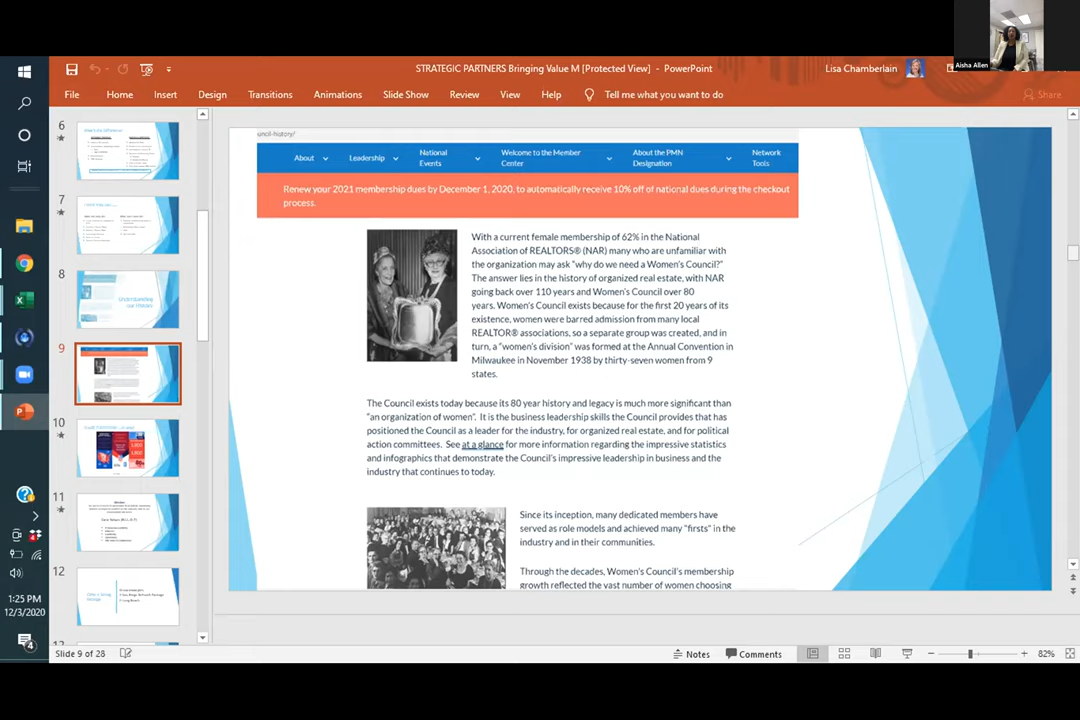 Aisha Allen
STRATEGIC PARTNERS Bringing Value M [Protected View] - PowerPoint
Lisa Chamberlain
File Home Insert Design Transitions Animations Slide Show Review View Help Tell me what you want to do Share
6
7
8
Understanding
our History
9
10
11
12
uncil-history/
About Leadership National Events Welcome to the Member Center About the PMN Designation Network Tools
Renew your 2021 membership dues by December 1, 2020, to automatically receive 10% off of national dues during the checkout
process.
With a current female membership of 62% in the National
Association of REALTORS® (NAR) many who are unfamiliar with
the organization may ask "why do we need a Women's Council?"
The answer lies in the history of organized real estate, with NAR
going back over 110 years and Women's Council over 80
years. Women's Council exists because for the first 20 years of its
existence, women were barred admission from many local
REALTOR® associations, so a separate group was created, and in
turn, a "women's division" was formed at the Annual Convention in
Milwaukee in November 1938 by thirty-seven women from 9
states.
The Council exists today because its 80 year history and legacy is much more significant than
"an organization of women". It is the business leadership skills the Council provides that has
positioned the Council as a leader for the industry, for organized real estate, and for political
action committees. See at a glance for more information regarding the impressive statistics
and infographics that demonstrate the Council's impressive leadership in business and the
industry that continues to today.
Since its inception, many dedicated members have
served as role models and achieved many "firsts" in the
industry and in their communities.
Through the decades, Women's Council's membership
growth reflected the vast number of women choosing
1:25 PM
12/3/2020
4
Slide 9 of 28
Notes Comments 82%